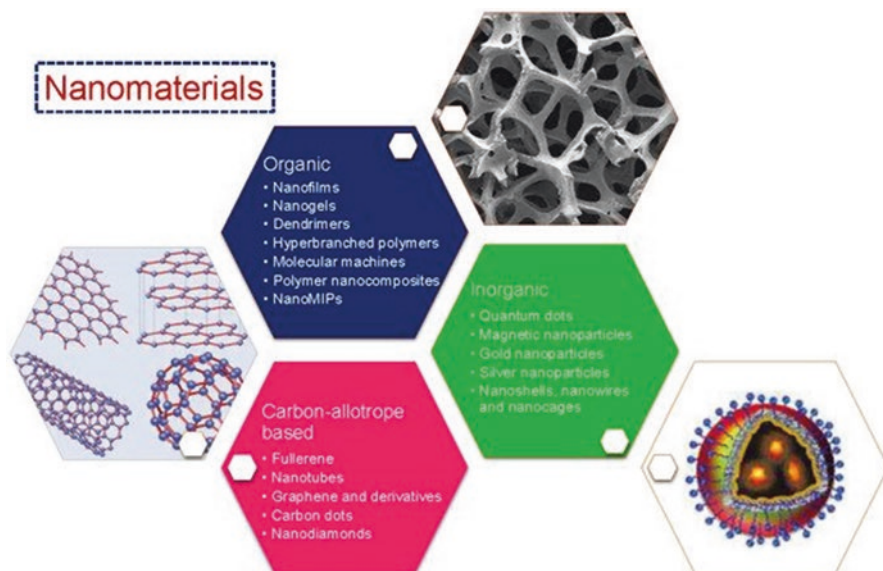 Nanomaterials
Organic
• Nanofilms
• Nanogels
• Dendrimers
• Hyperbranched polymers
• Molecular machines
• Polymer nanocomposites
• NanoMIPs
Inorganic
• Quantum dots
• Magnetic nanoparticles
• Gold nanoparticles
• Silver nanoparticles
• Nanoshells, nanowires
and nanocages
Carbon-allotrope
based
• Fullerene
• Nanotubes
• Graphene and derivatives
• Carbon dots
• Nanodiamonds